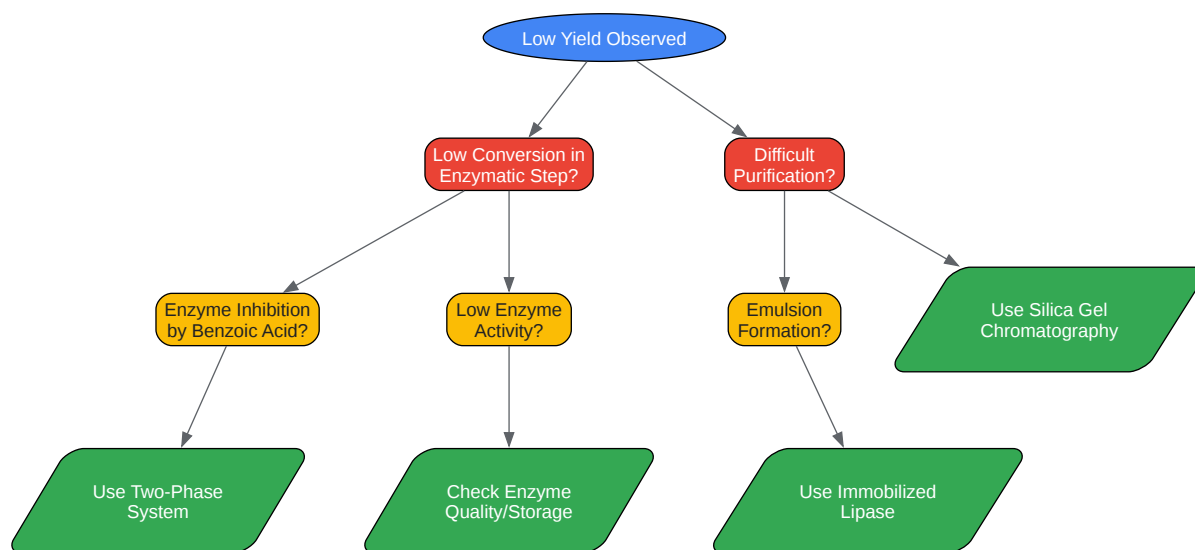 Low Yield Observed
Low Conversion in
Enzymatic Step?
Difficult
Purification?
Enzyme Inhibition
by Benzoic Acid?
Low Enzyme
Activity?
Emulsion
Formation?
Use Silica Gel
Chromatography
Use Two-Phase
System
Check Enzyme
Quality/Storage
Use Immobilized
Lipase